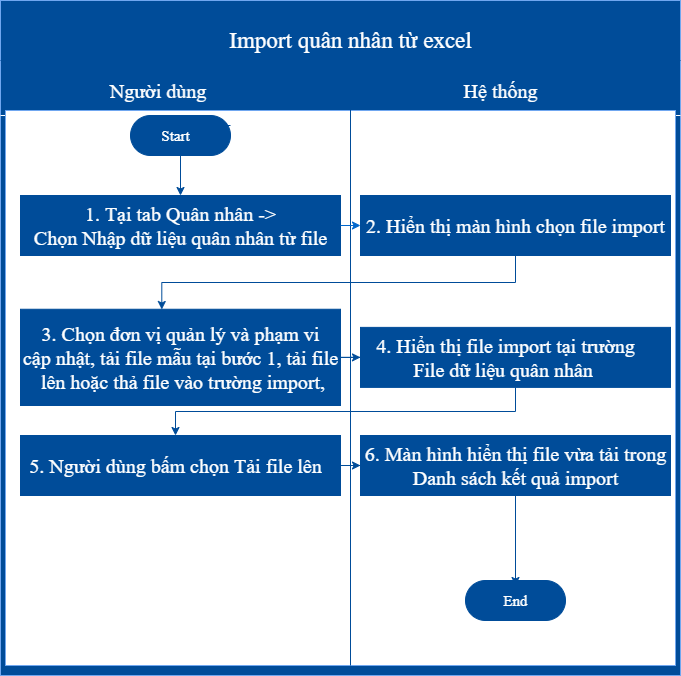 Import quân nhân từ excel
Người dùng
Hệ thống
Start
1. Tại tab Quân nhân ->
Chọn Nhập dữ liệu quân nhân từ file
2. Hiển thị màn hình chọn file import
3. Chọn đơn vị quản lý và phạm vi
cập nhật, tải file mẫu tại bước 1, tải file
lên hoặc thả file vào trường import,
4. Hiển thị file import tại trường
File dữ liệu quân nhân
5. Người dùng bấm chọn Tải file lên
6. Màn hình hiển thị file vừa tải trong
Danh sách kết quả import
End